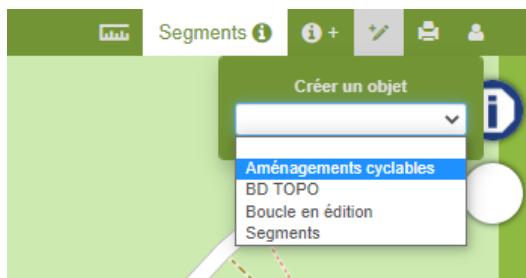 Segments i i +
Créer un objet
Aménagements cyclables
BD TOPO
Boucle en édition
Segments
i